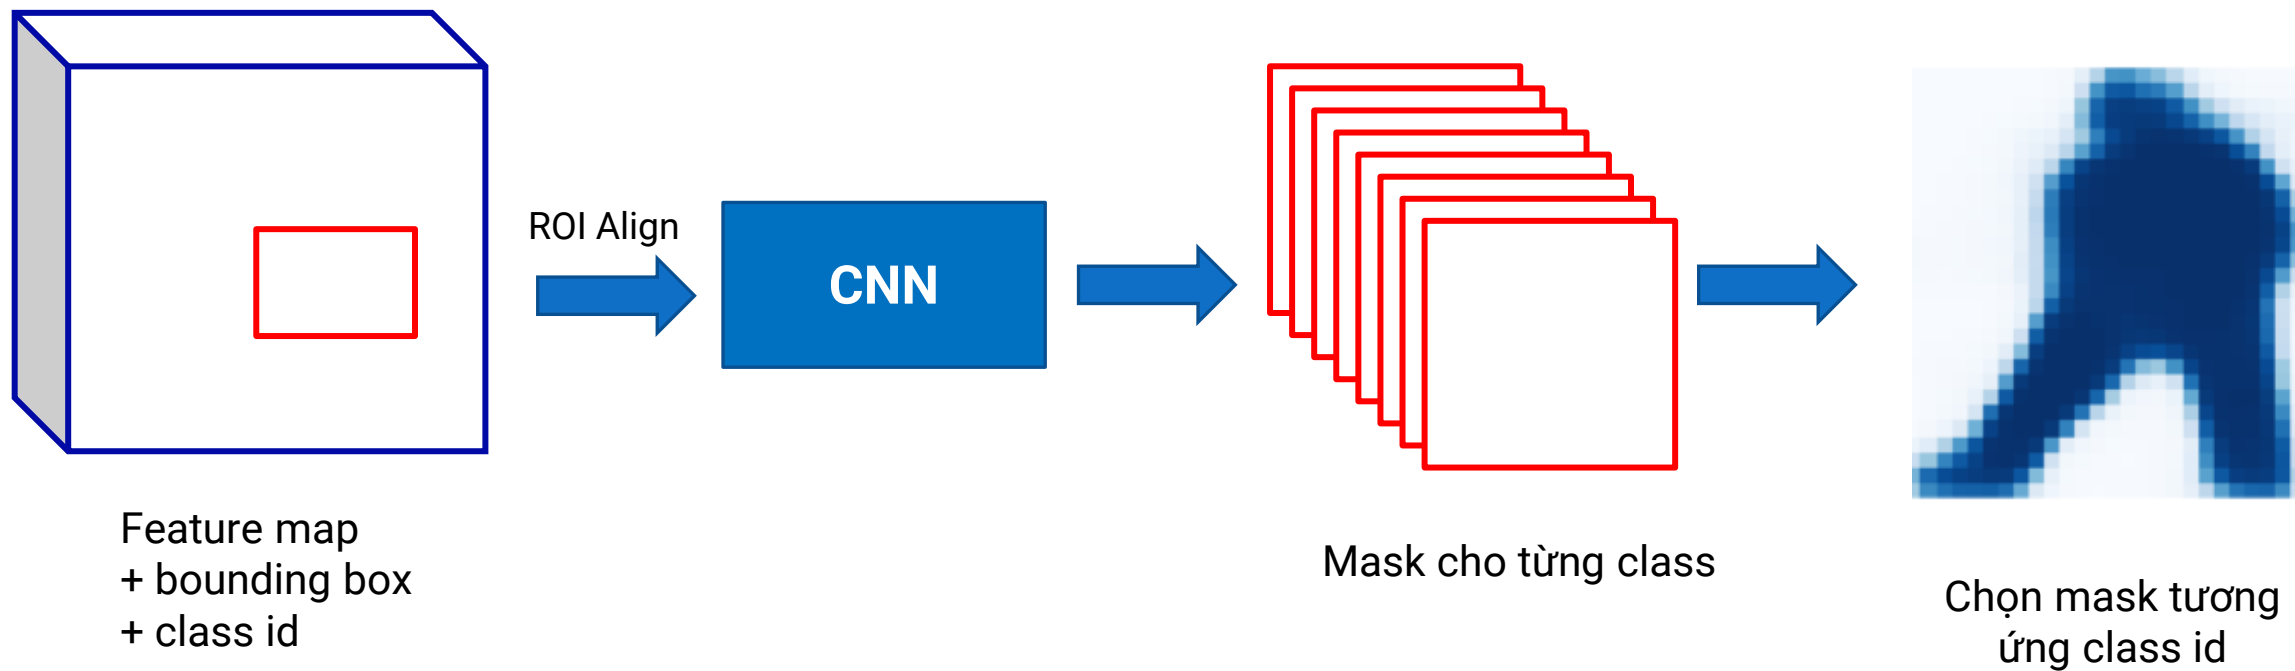 ROI Align
CNN
Feature map
+ bounding box
+ class id
Mask cho từng class
Chọn mask tương
ứng class id